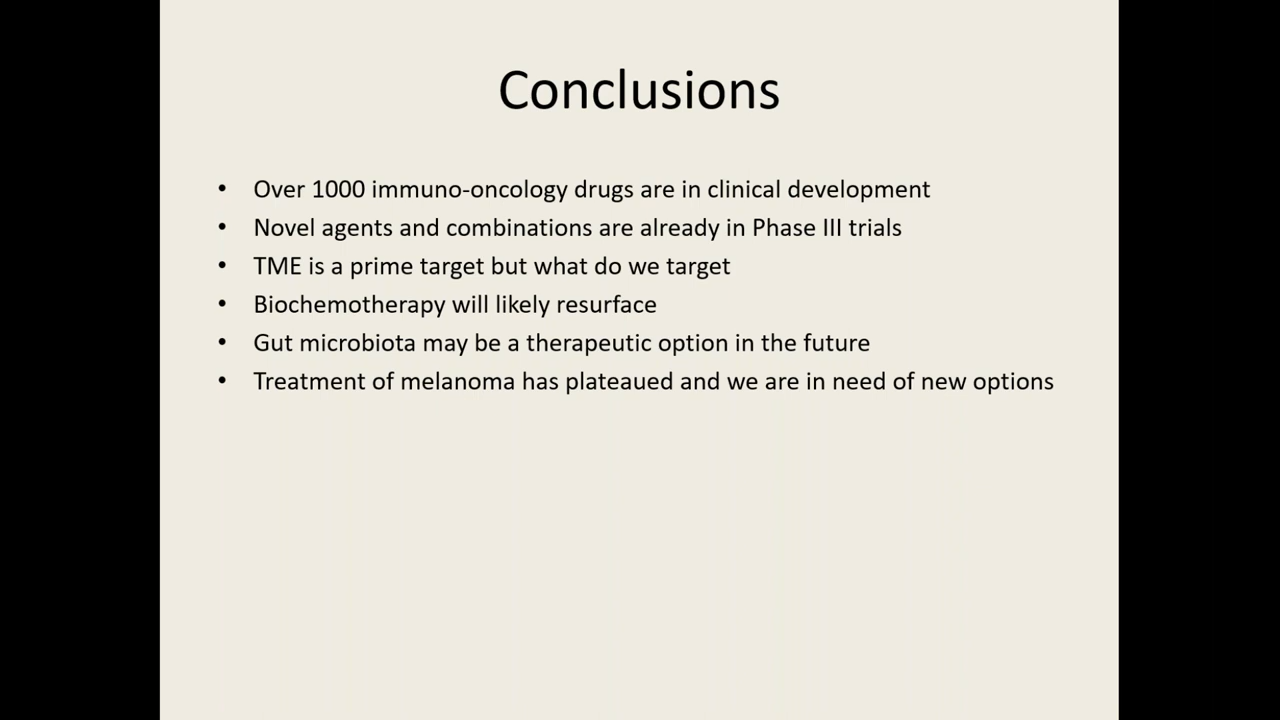 Conclusions
• Over 1000 immuno-oncology drugs are in clinical development
• Novel agents and combinations are already in Phase III trials
• TME is a prime target but what do we target
• Biochemotherapy will likely resurface
• Gut microbiota may be a therapeutic option in the future
• Treatment of melanoma has plateaued and we are in need of new options